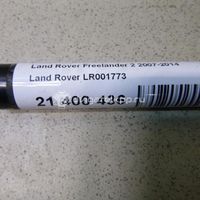 Land Rover Freelander 2 2007-2014
Land Rover LR001773
21 400 436